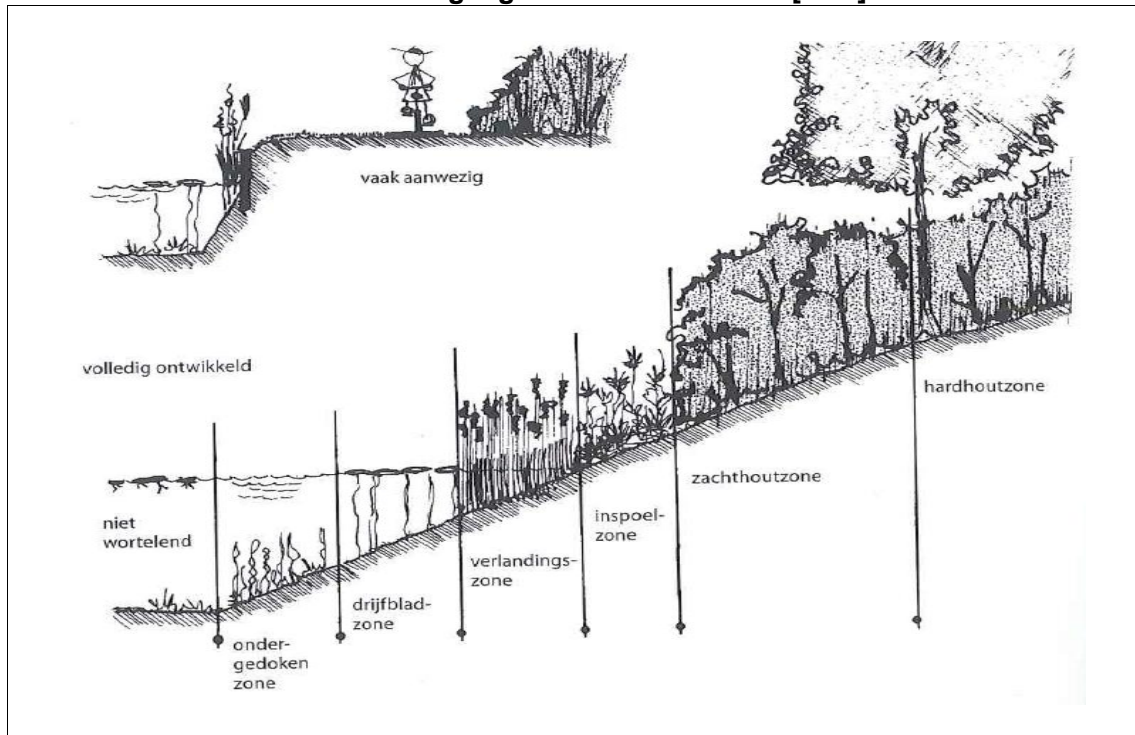 vaak aanwezig
volledig ontwikkeld
hardhoutzone
zachthoutzone
niet
wortelend
inspoel-
zone
verlandings-
zone
drijfblad-
zone
onder-
gedoken
zone